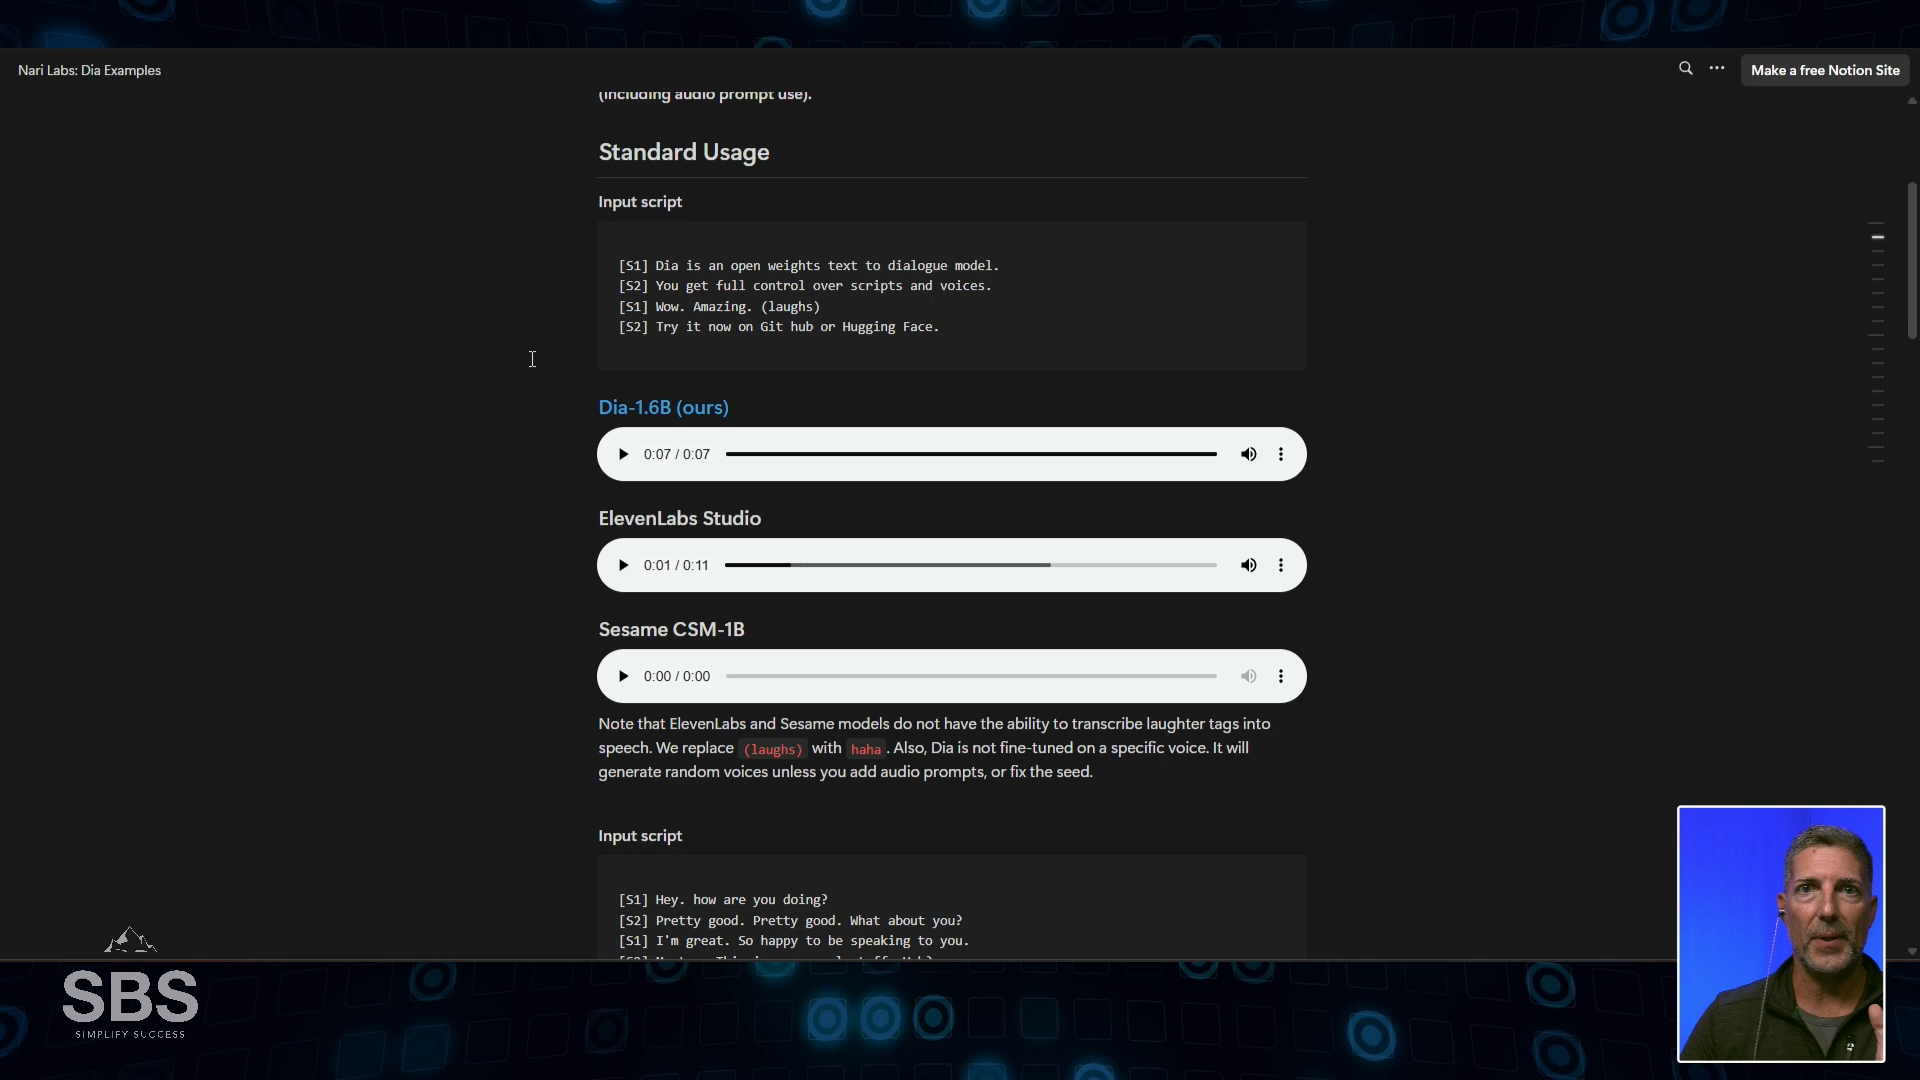 Nari Labs: Dia Examples
Make a free Notion Site
(including audio prompt use).
Standard Usage
Input script
[S1] Dia is an open weights text to dialogue model.
[S2] You get full control over scripts and voices.
[S1] Wow. Amazing. (laughs)
[S2] Try it now on Git hub or Hugging Face.
Dia-1.6B (ours)
0:07 / 0:07
ElevenLabs Studio
0:01 / 0:11
Sesame CSM-1B
0:00 / 0:00
Note that ElevenLabs and Sesame models do not have the ability to transcribe laughter tags into
speech. We replace (laughs) with haha. Also, Dia is not fine-tuned on a specific voice. It will
generate random voices unless you add audio prompts, or fix the seed.
Input script
[S1] Hey. how are you doing?
[S2] Pretty good. Pretty good. What about you?
[S1] I'm great. So happy to be speaking to you.
SBS
SIMPLIFY SUCCESS